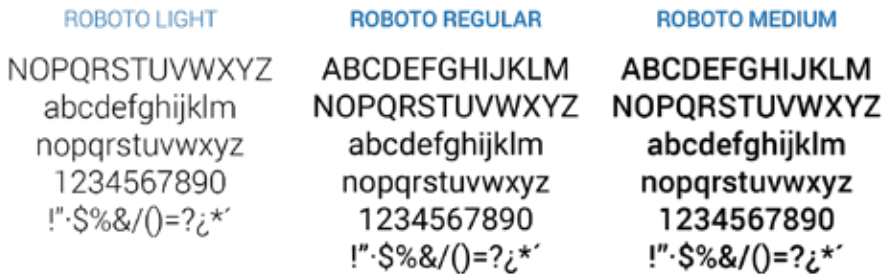 ROBOTO LIGHT
NOPQRSTUVWXYZ
abcdefghijklm
nopqrstuvwxyz
1234567890
!"·$%&/()=?¿*´
ROBOTO REGULAR
ABCDEFGHIJKLM
NOPQRSTUVWXYZ
abcdefghijklm
nopqrstuvwxyz
1234567890
!"·$%&/()=?¿*´
ROBOTO MEDIUM
ABCDEFGHIJKLM
NOPQRSTUVWXYZ
abcdefghijklm
nopqrstuvwxyz
1234567890
!"·$%&/()=?¿*´